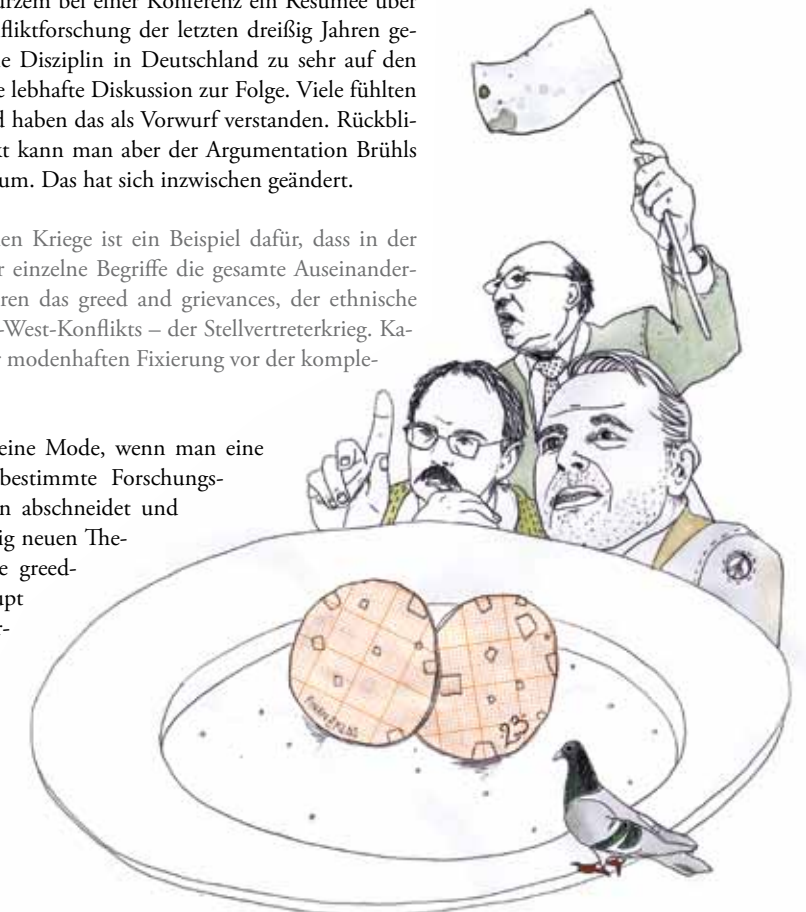 urzem bei einer Konferenz ein Resümee über
fliktforschung der letzten dreißig Jahren ge-
e Disziplin in Deutschland zu sehr auf den
e lebhafte Diskussion zur Folge. Viele fühlten
d haben das als Vorwurf verstanden. Rückbli-
kt kann man aber der Argumentation Brühls
um. Das hat sich inzwischen geändert.
en Kriege ist ein Beispiel dafür, dass in der
r einzelne Begriffe die gesamte Auseinander-
ren das greed and grievances, der ethnische
-West-Konflikts – der Stellvertreterkrieg. Ka-
r modenhaften Fixierung vor der komple-
eine Mode, wenn man eine
bestimmte Forschungs-
n abschneidet und
ig neuen The-
e greed-
upt
r-
23